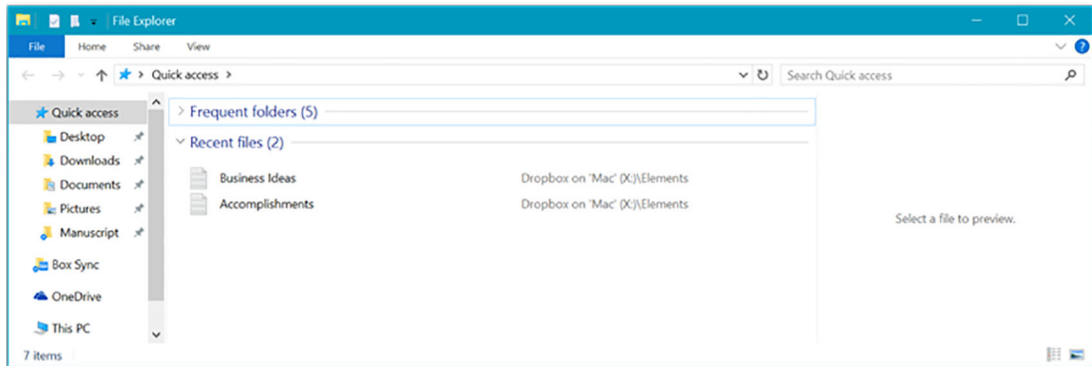 File Explorer
File Home Share View
Quick access
Search Quick access
Quick access
Desktop
Downloads
Documents
Pictures
Manuscript
Box Sync
OneDrive
This PC
Frequent folders (5)
Recent files (2)
Business Ideas Dropbox on 'Mac' (X:)\Elements
Accomplishments Dropbox on 'Mac' (X:)\Elements
Select a file to preview.
7 items